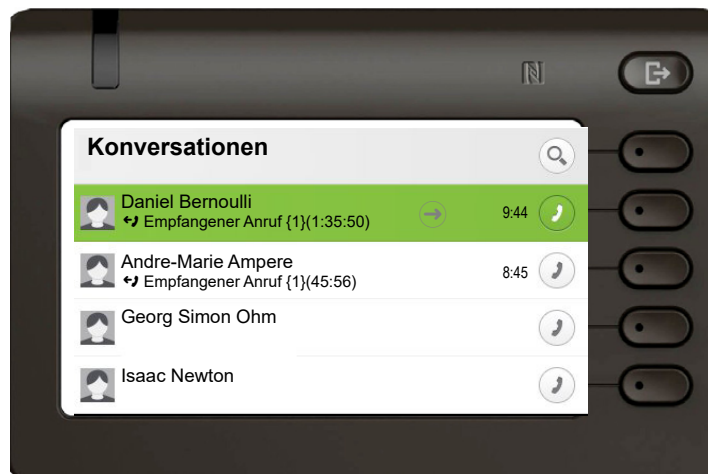 Konversationen
Daniel Bernoulli
9:44
Empfangener Anruf {1}(1:35:50)
Andre-Marie Ampere
8:45
Empfangener Anruf {1}(45:56)
Georg Simon Ohm
Isaac Newton